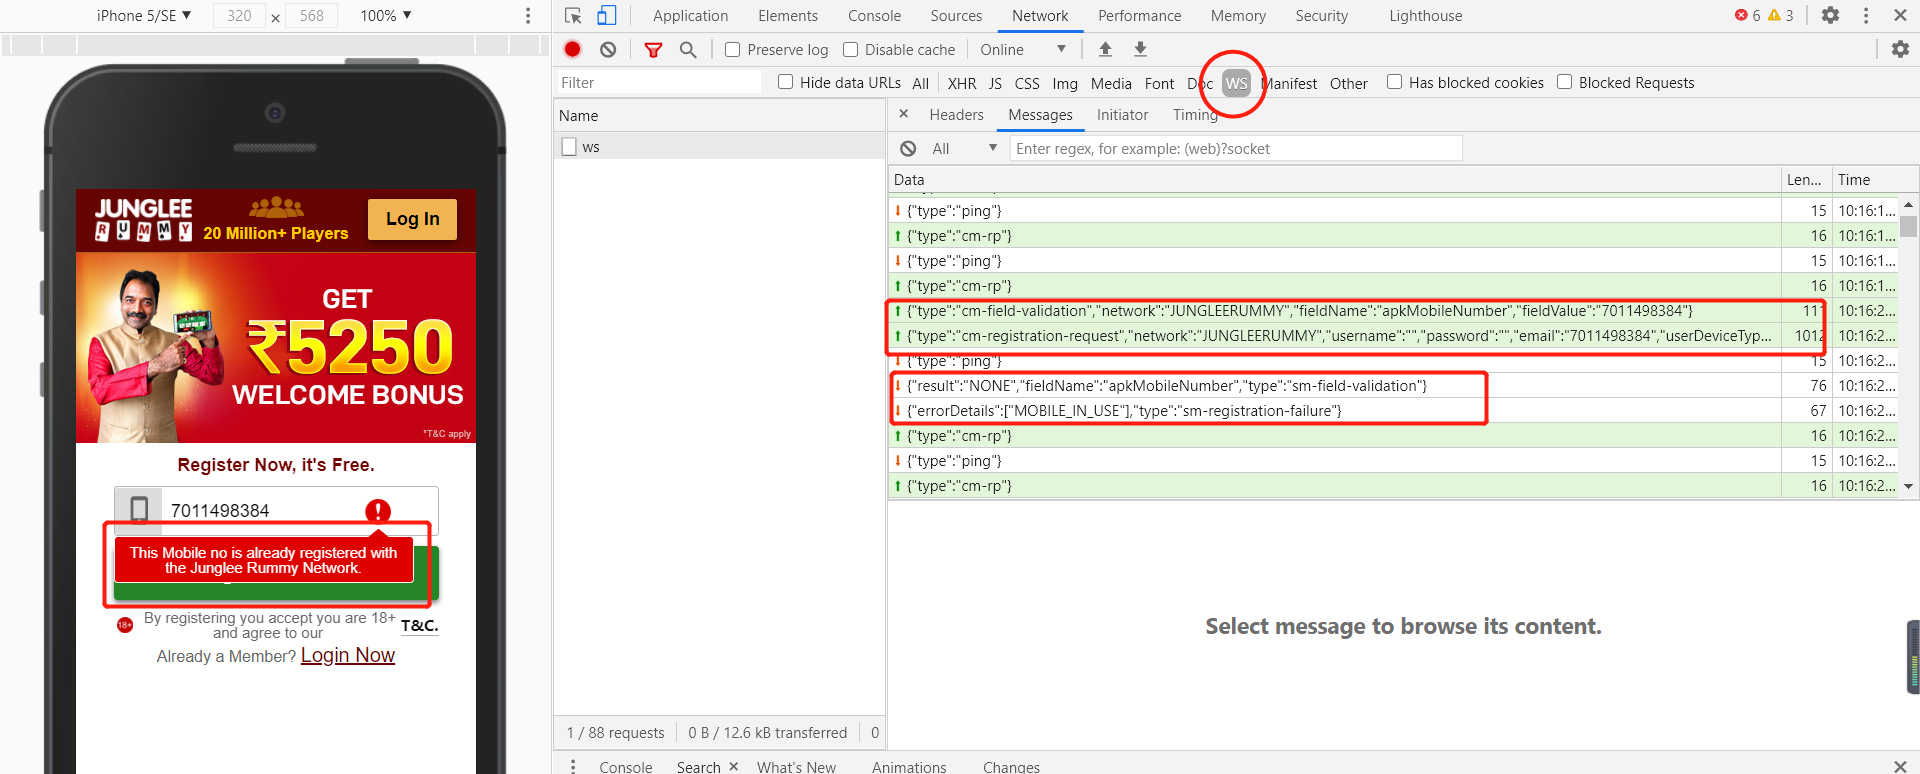 iPhone 5/SE ▼ 320 × 568 100% ▼
JUNGLEE
RUMMY
20 Million+ Players
Log In
GET
₹5250
WELCOME BONUS
*T&C apply
Register Now, it's Free.
7011498384
This Mobile no is already registered with
the Junglee Rummy Network.
18+
By registering you accept you are 18+
and agree to our
T&C.
Already a Member? Login Now
Application Elements Console Sources Network Performance Memory Security Lighthouse 6 3
Preserve log Disable cache Online ▼
Filter Hide data URLs All XHR JS CSS Img Media Font Doc WS Manifest Other Has blocked cookies Blocked Requests
Name
ws
× Headers Messages Initiator Timing
All ▼ Enter regex, for example: (web)?socket
Data Len... Time
{"type":"ping"} 15 10:16:1...
{"type":"cm-rp"} 16 10:16:1...
{"type":"ping"} 15 10:16:1...
{"type":"cm-rp"} 16 10:16:1...
{"type":"cm-field-validation","network":"JUNGLEERUMMY","fieldName":"apkMobileNumber","fieldValue":"7011498384"} 111 10:16:2...
{"type":"cm-registration-request","network":"JUNGLEERUMMY","username":"","password":"","email":"7011498384","userDeviceTyp... 1012 10:16:2...
{"type":"ping"} 15 10:16:2...
{"result":"NONE","fieldName":"apkMobileNumber","type":"sm-field-validation"} 76 10:16:2...
{"errorDetails":["MOBILE_IN_USE"],"type":"sm-registration-failure"} 67 10:16:2...
{"type":"cm-rp"} 16 10:16:2...
{"type":"ping"} 15 10:16:2...
{"type":"cm-rp"} 16 10:16:2...
Select message to browse its content.
1 / 88 requests 0 B / 12.6 kB transferred 0
Console Search × What's New Animations Changes